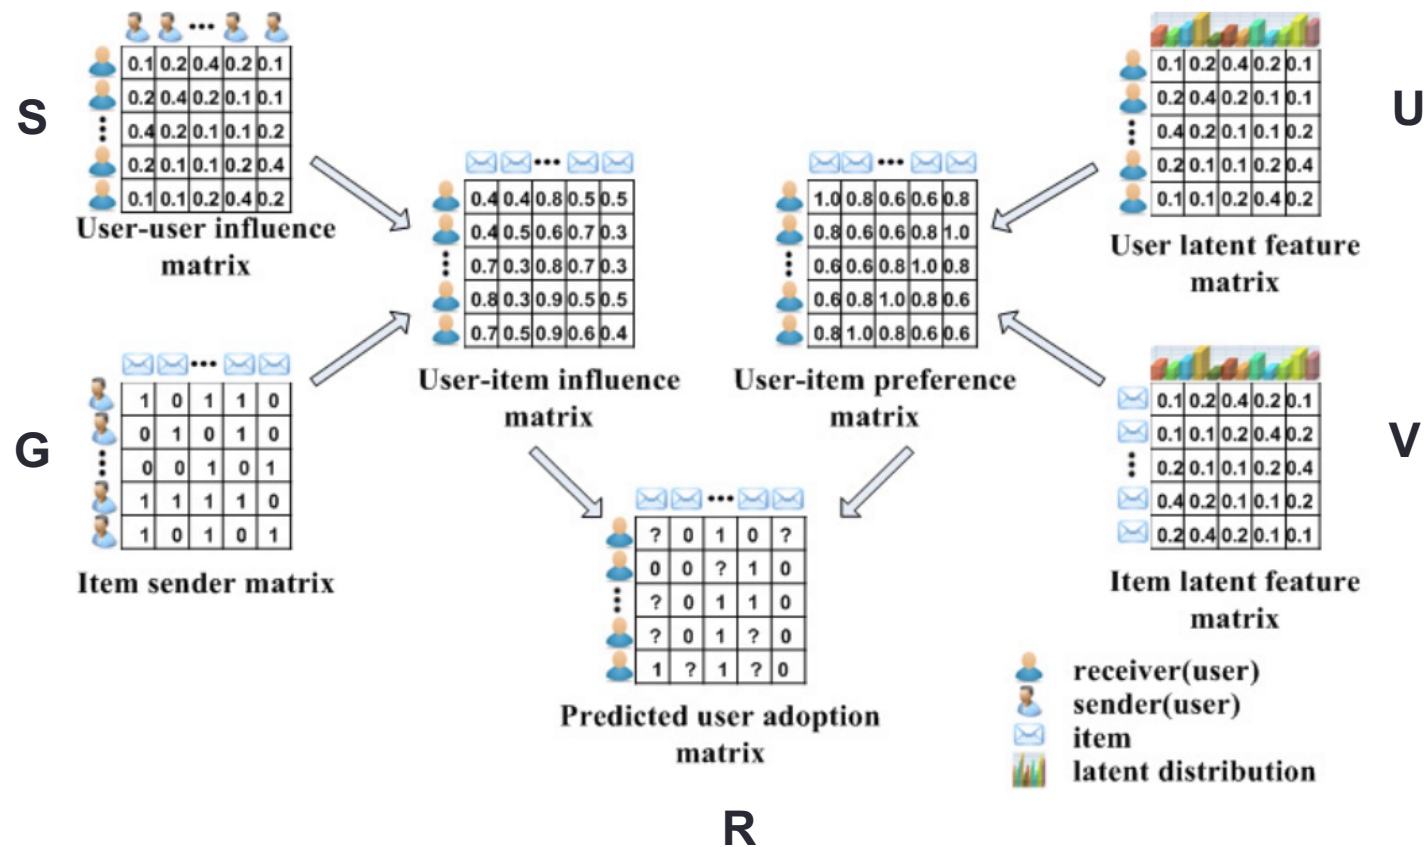 S
0.1 0.2 0.4 0.2 0.1
0.2 0.4 0.2 0.1 0.1
0.4 0.2 0.1 0.1 0.2
0.2 0.1 0.1 0.2 0.4
0.1 0.1 0.2 0.4 0.2
User-user influence
matrix
G
1 0 1 1 0
0 1 0 1 0
0 0 1 0 1
1 1 1 1 0
1 0 1 0 1
Item sender matrix
0.4 0.4 0.8 0.5 0.5
0.4 0.5 0.6 0.7 0.3
0.7 0.3 0.8 0.7 0.3
0.8 0.3 0.9 0.5 0.5
0.7 0.5 0.9 0.6 0.4
User-item influence
matrix
1.0 0.8 0.6 0.6 0.8
0.8 0.6 0.6 0.8 1.0
0.6 0.6 0.8 1.0 0.8
0.6 0.8 1.0 0.8 0.6
0.8 1.0 0.8 0.6 0.6
User-item preference
matrix
U
0.1 0.2 0.4 0.2 0.1
0.2 0.4 0.2 0.1 0.1
0.4 0.2 0.1 0.1 0.2
0.2 0.1 0.1 0.2 0.4
0.1 0.1 0.2 0.4 0.2
User latent feature
matrix
V
0.1 0.2 0.4 0.2 0.1
0.1 0.1 0.2 0.4 0.2
0.2 0.1 0.1 0.2 0.4
0.4 0.2 0.1 0.1 0.2
0.2 0.4 0.2 0.1 0.1
Item latent feature
matrix
? 0 1 0 ?
0 0 ? 1 0
? 0 1 1 0
? 0 1 ? 0
1 ? 1 ? 0
Predicted user adoption
matrix
R
receiver(user)
sender(user)
item
latent distribution